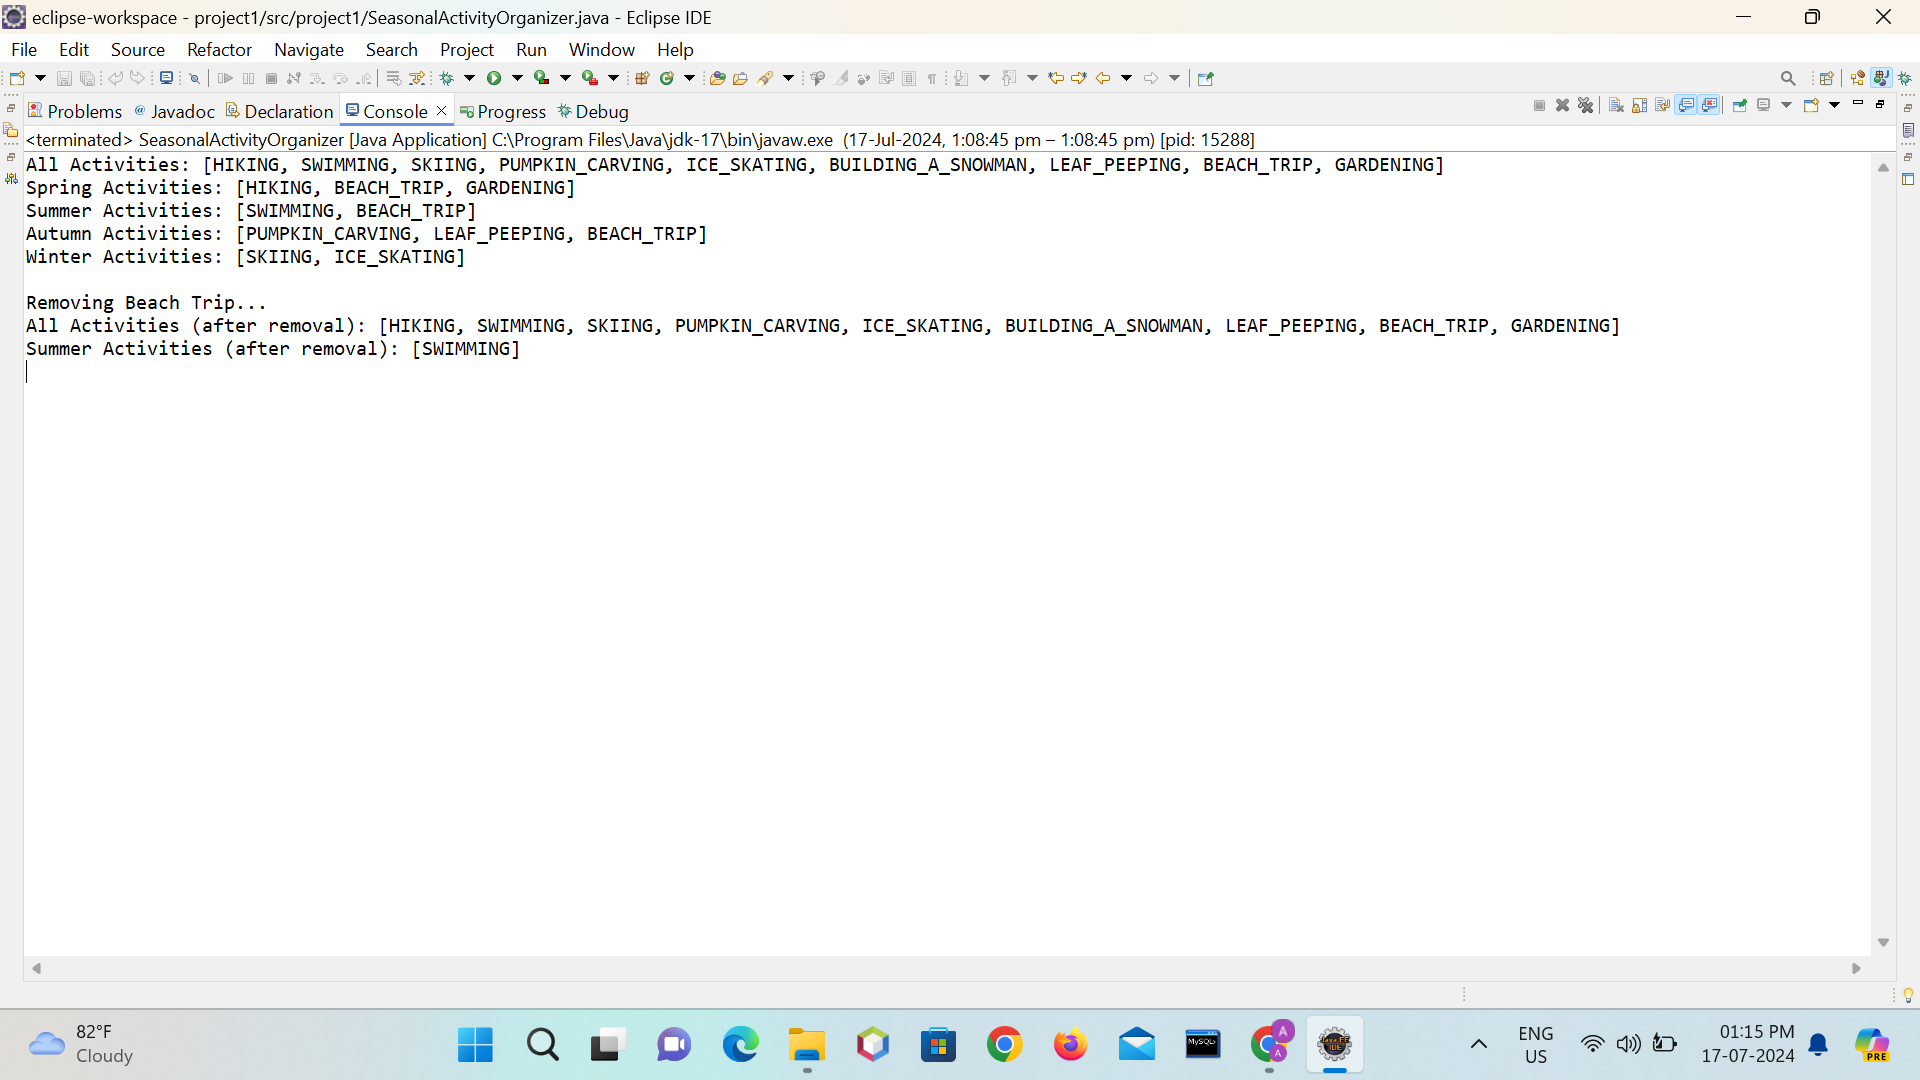 eclipse-workspace - project1/src/project1/SeasonalActivityOrganizer.java - Eclipse IDE
File Edit Source Refactor Navigate Search Project Run Window Help
Problems @ Javadoc Declaration Console Progress Debug
<terminated> SeasonalActivityOrganizer [Java Application] C:\Program Files\Java\jdk-17\bin\javaw.exe (17-Jul-2024, 1:08:45 pm – 1:08:45 pm) [pid: 15288]
All Activities: [HIKING, SWIMMING, SKIING, PUMPKIN_CARVING, ICE_SKATING, BUILDING_A_SNOWMAN, LEAF_PEEPING, BEACH_TRIP, GARDENING]
Spring Activities: [HIKING, BEACH_TRIP, GARDENING]
Summer Activities: [SWIMMING, BEACH_TRIP]
Autumn Activities: [PUMPKIN_CARVING, LEAF_PEEPING, BEACH_TRIP]
Winter Activities: [SKIING, ICE_SKATING]
Removing Beach Trip...
All Activities (after removal): [HIKING, SWIMMING, SKIING, PUMPKIN_CARVING, ICE_SKATING, BUILDING_A_SNOWMAN, LEAF_PEEPING, BEACH_TRIP, GARDENING]
Summer Activities (after removal): [SWIMMING]
82°F
Cloudy
MySQL
A
A
Java EE
IDE
ENG
US
01:15 PM
17-07-2024
PRE